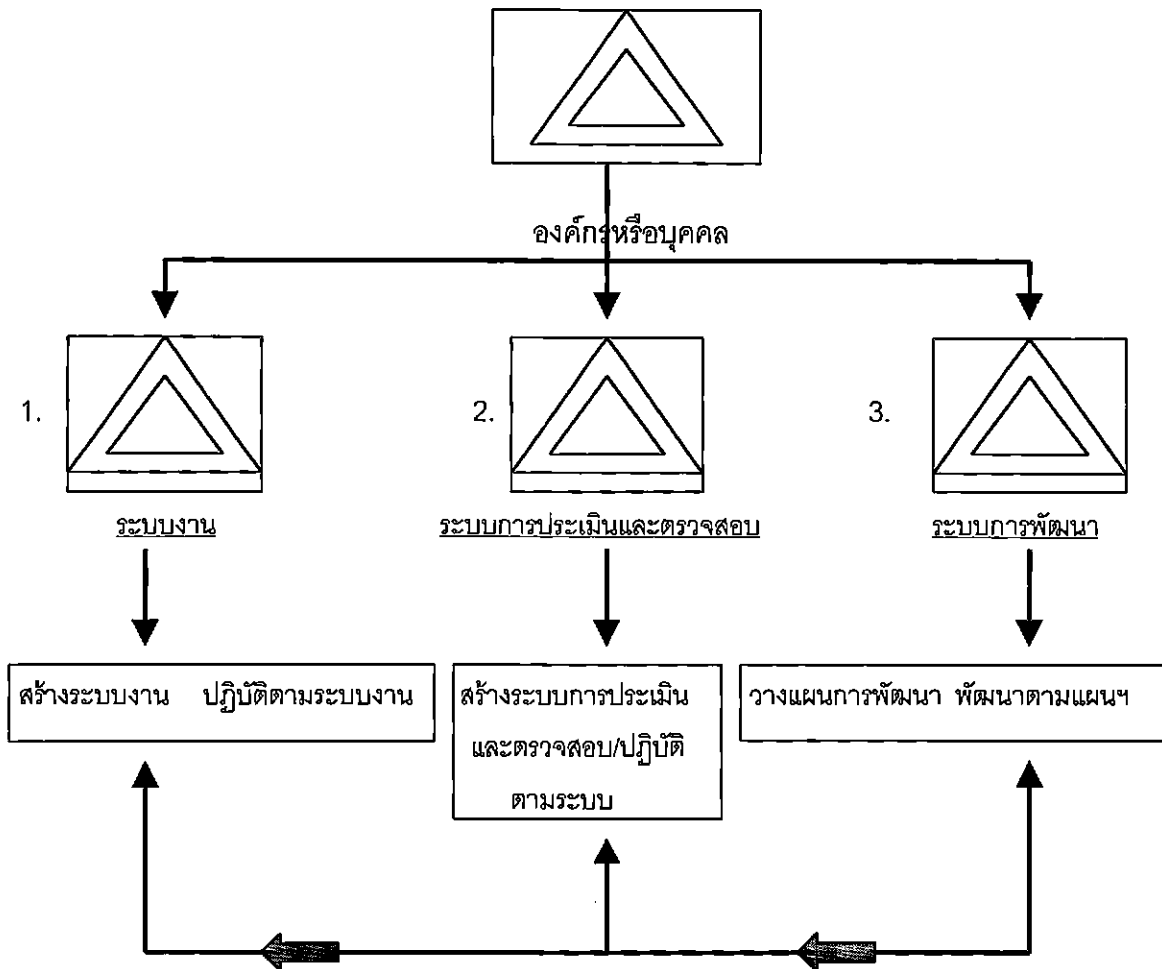 องค์กรหรือบุคคล
1.
2.
3.
ระบบงาน
ระบบการประเมินและตรวจสอบ
ระบบการพัฒนา
สร้างระบบงาน ปฏิบัติตามระบบงาน
สร้างระบบการประเมิน
และตรวจสอบ/ปฏิบัติ
ตามระบบ
วางแผนการพัฒนา พัฒนาตามแผนฯ